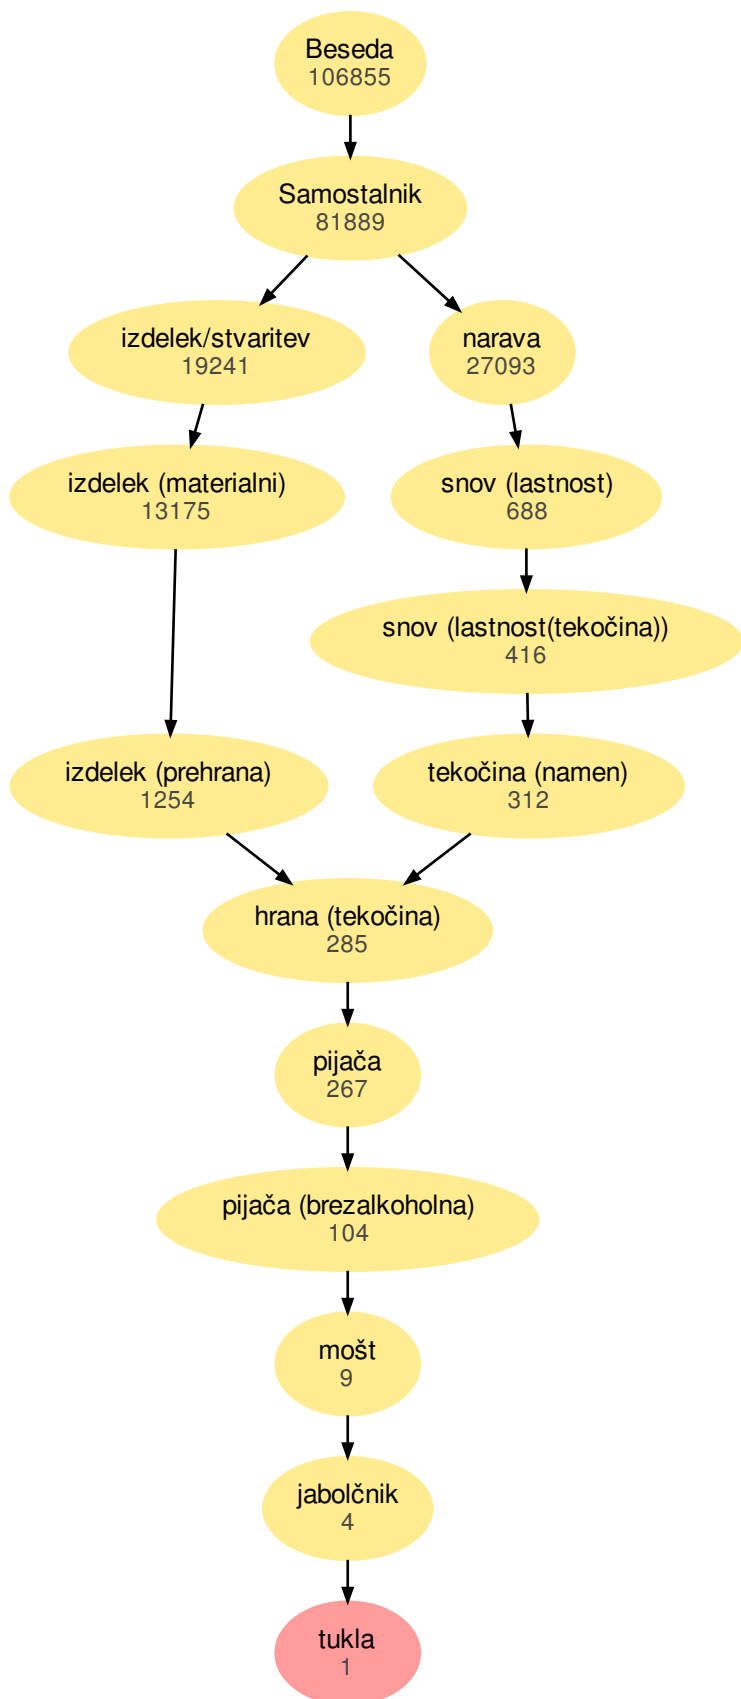 Beseda
106855
Samostalnik
81889
izdelek/stvaritev
19241
narava
27093
izdelek (materialni)
13175
snov (lastnost)
688
snov (lastnost(tekočina))
416
izdelek (prehrana)
1254
tekočina (namen)
312
hrana (tekočina)
285
pijača
267
pijača (brezalkoholna)
104
mošt
9
jabolčnik
4
tukla
1